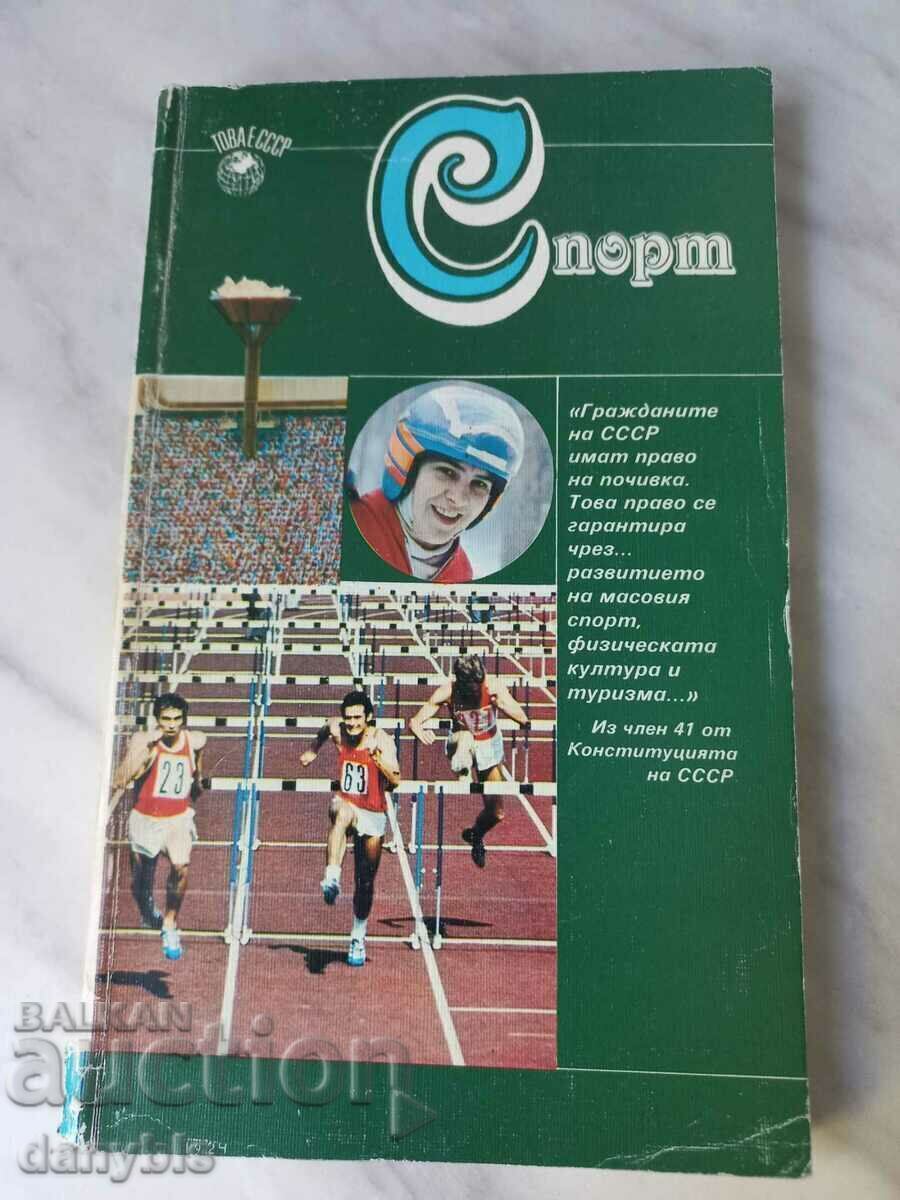 ТОВА Е СССР
Спорт
«Гражданите
на СССР
имат право
на почивка.
Това право се
гарантира
чрез...
развитието
на масовия
спорт,
физическата
култура и
туризма...»
Из член 41 от
Конституцията
на СССР
23
63
BALKAN
auction
danybls